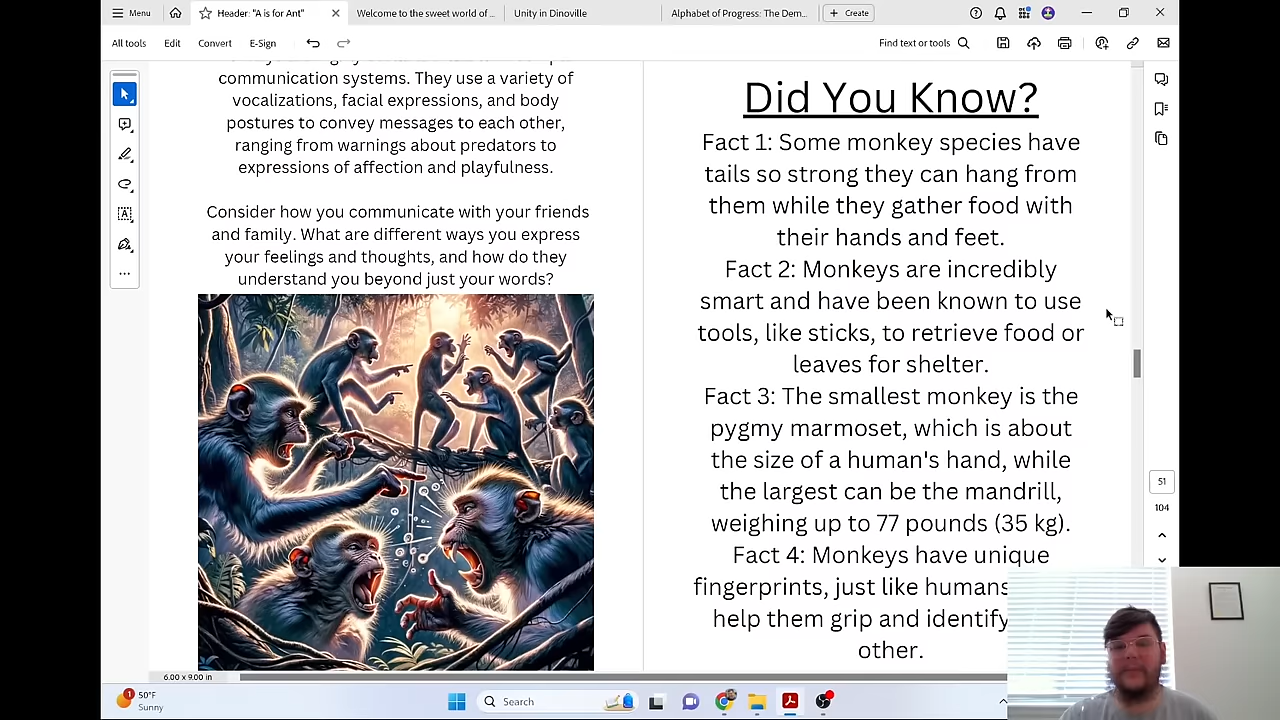 Menu
Header: "A is for Ant"
Welcome to the sweet world of ...
Unity in Unoville
Alphabet of Progress: The Dem...
Create
All tools
Edit
Convert
E-Sign
Find text or tools
communication systems. They use a variety of
vocalizations, facial expressions, and body
postures to convey messages to each other,
ranging from warnings about predators to
expressions of affection and playfulness.
Consider how you communicate with your friends
and family. What are different ways you express
your feelings and thoughts, and how do they
understand you beyond just your words?
Did You Know?
Fact 1: Some monkey species have
tails so strong they can hang from
them while they gather food with
their hands and feet.
Fact 2: Monkeys are incredibly
smart and have been known to use
tools, like sticks, to retrieve food or
leaves for shelter.
Fact 3: The smallest monkey is the
pygmy marmoset, which is about
the size of a human's hand, while
the largest can be the mandrill,
weighing up to 77 pounds (35 kg).
Fact 4: Monkeys have unique
fingerprints, just like humans
help them grip and identify
other.
51
104
6.00 x 9.00 in
1
50°F
Sunny
Search